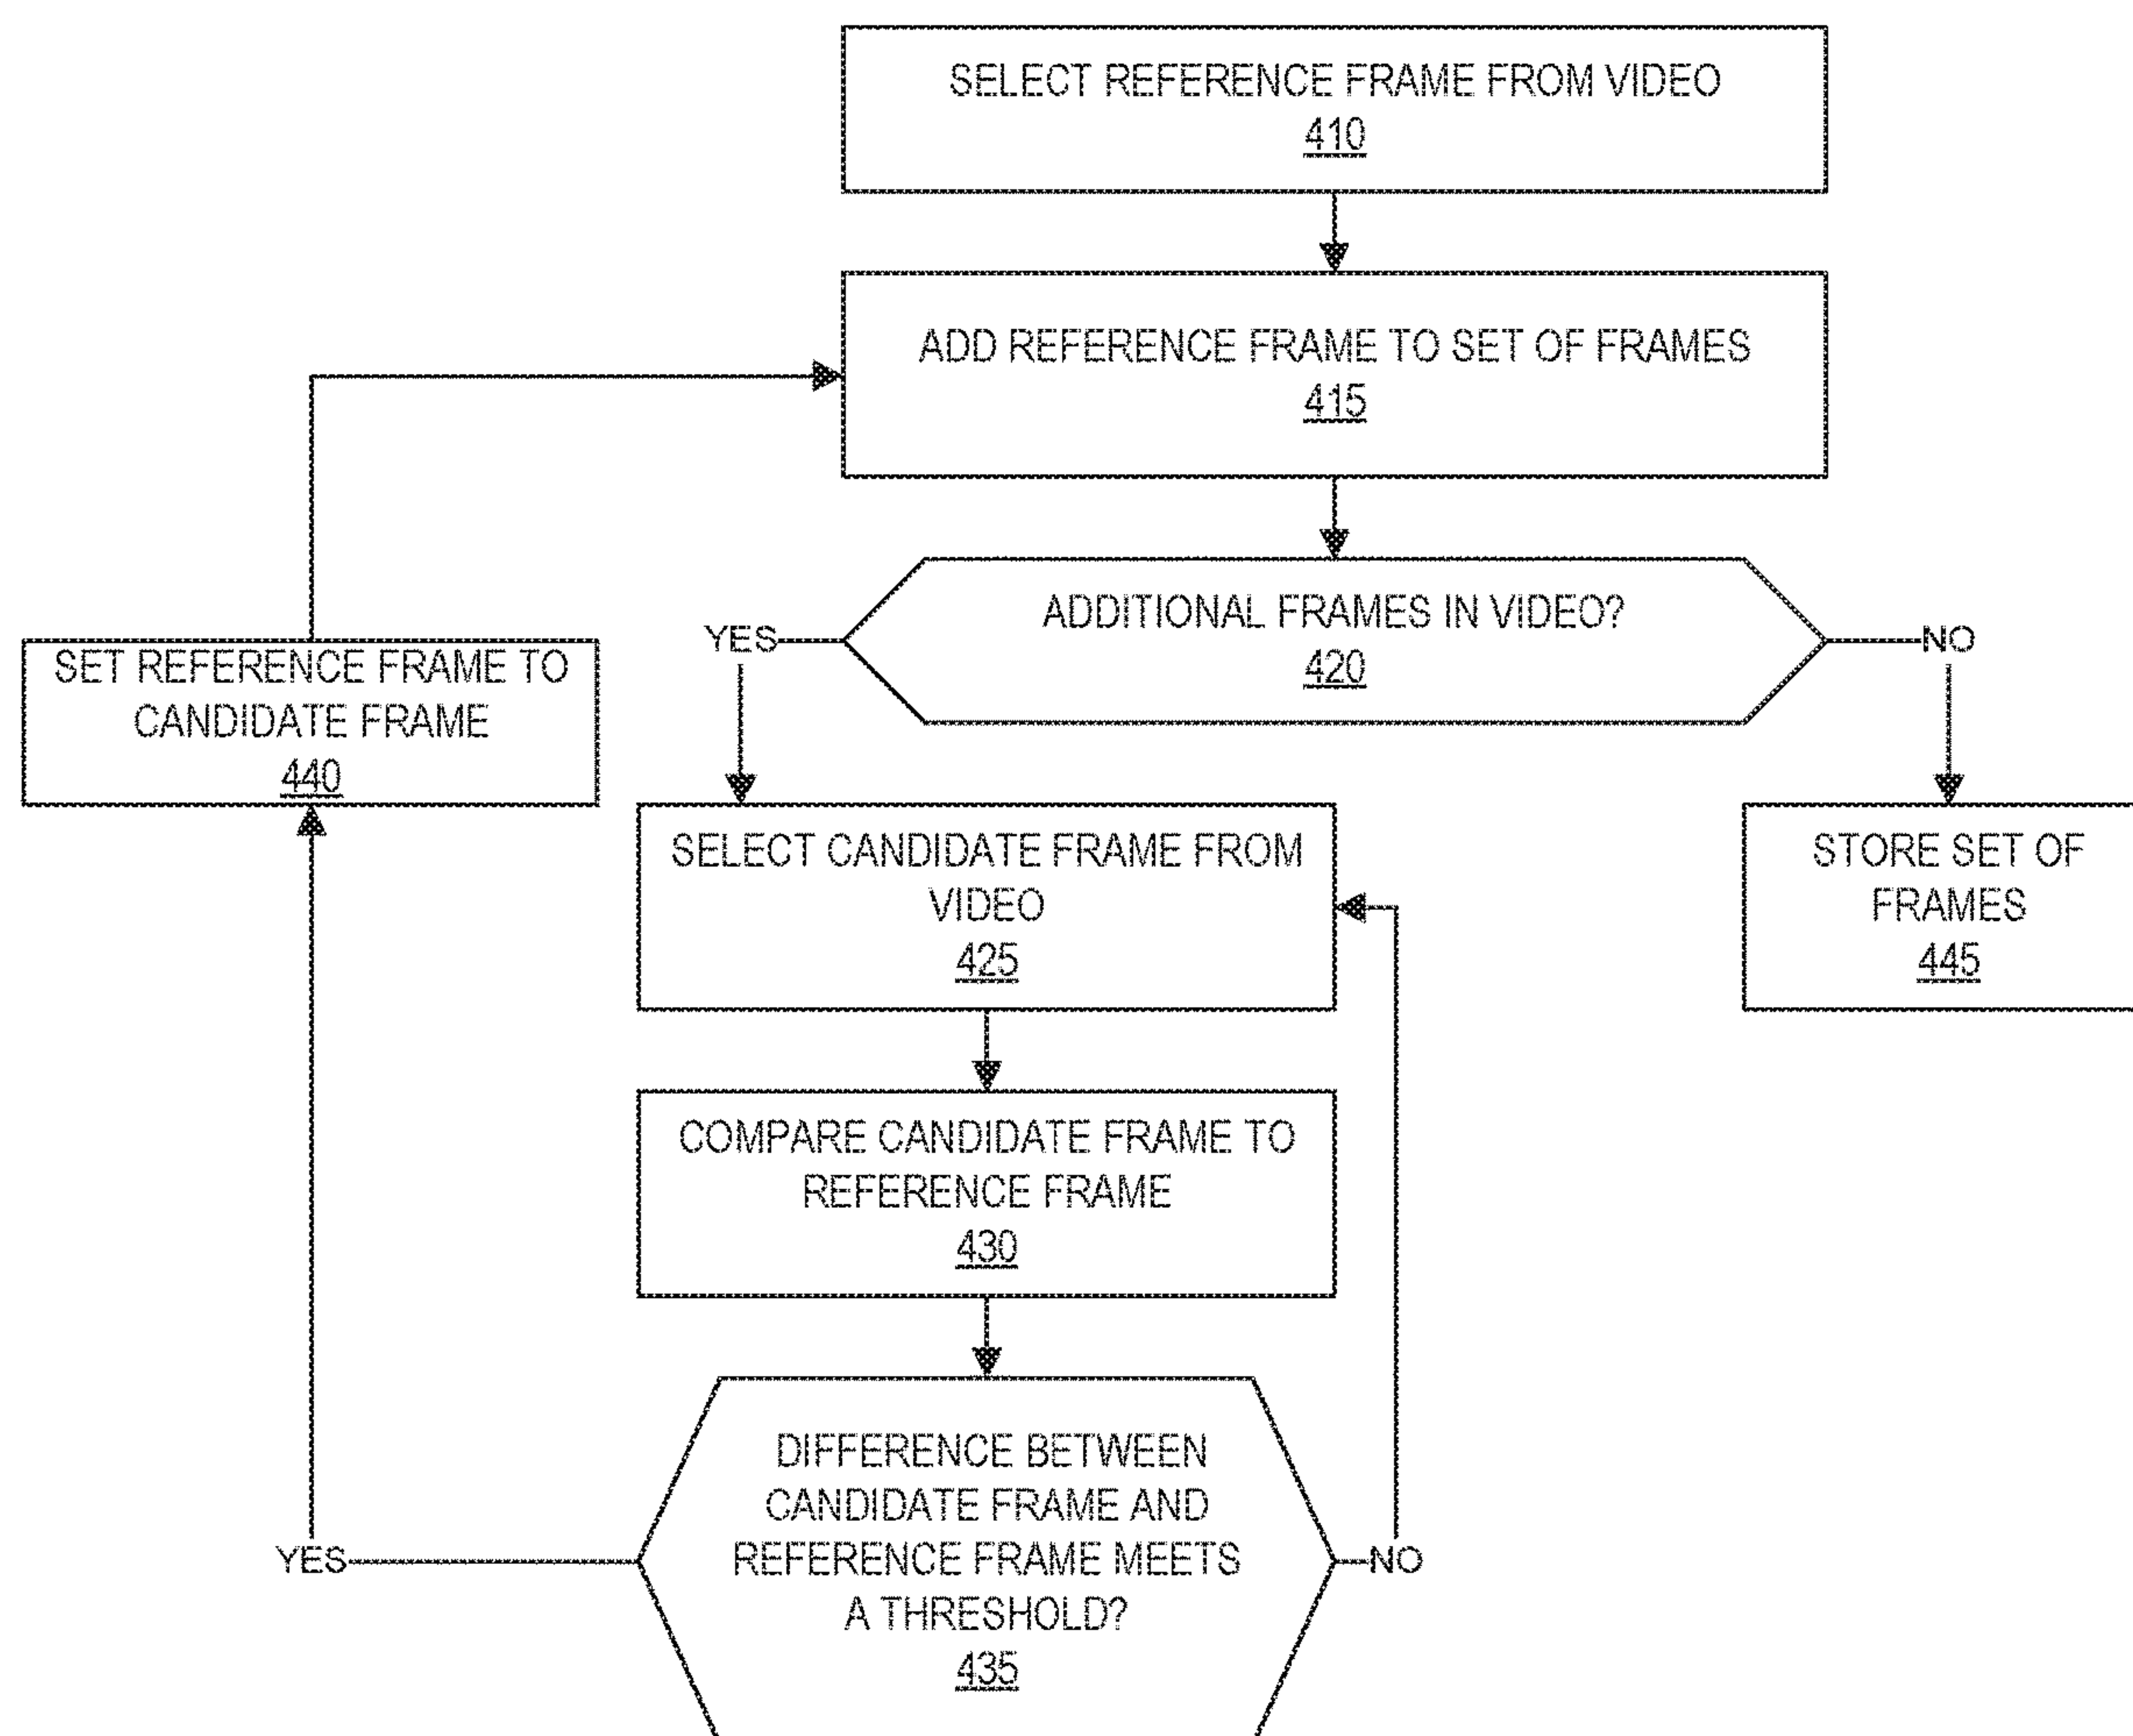 SELECT REFERENCE FRAME FROM VIDEO
410
ADD REFERENCE FRAME TO SET OF FRAMES
415
ADDITIONAL FRAMES IN VIDEO?
420
YES
NO
SET REFERENCE FRAME TO
CANDIDATE FRAME
440
SELECT CANDIDATE FRAME FROM
VIDEO
425
STORE SET OF
FRAMES
445
COMPARE CANDIDATE FRAME TO
REFERENCE FRAME
430
DIFFERENCE BETWEEN
CANDIDATE FRAME AND
REFERENCE FRAME MEETS
A THRESHOLD?
435
YES
NO